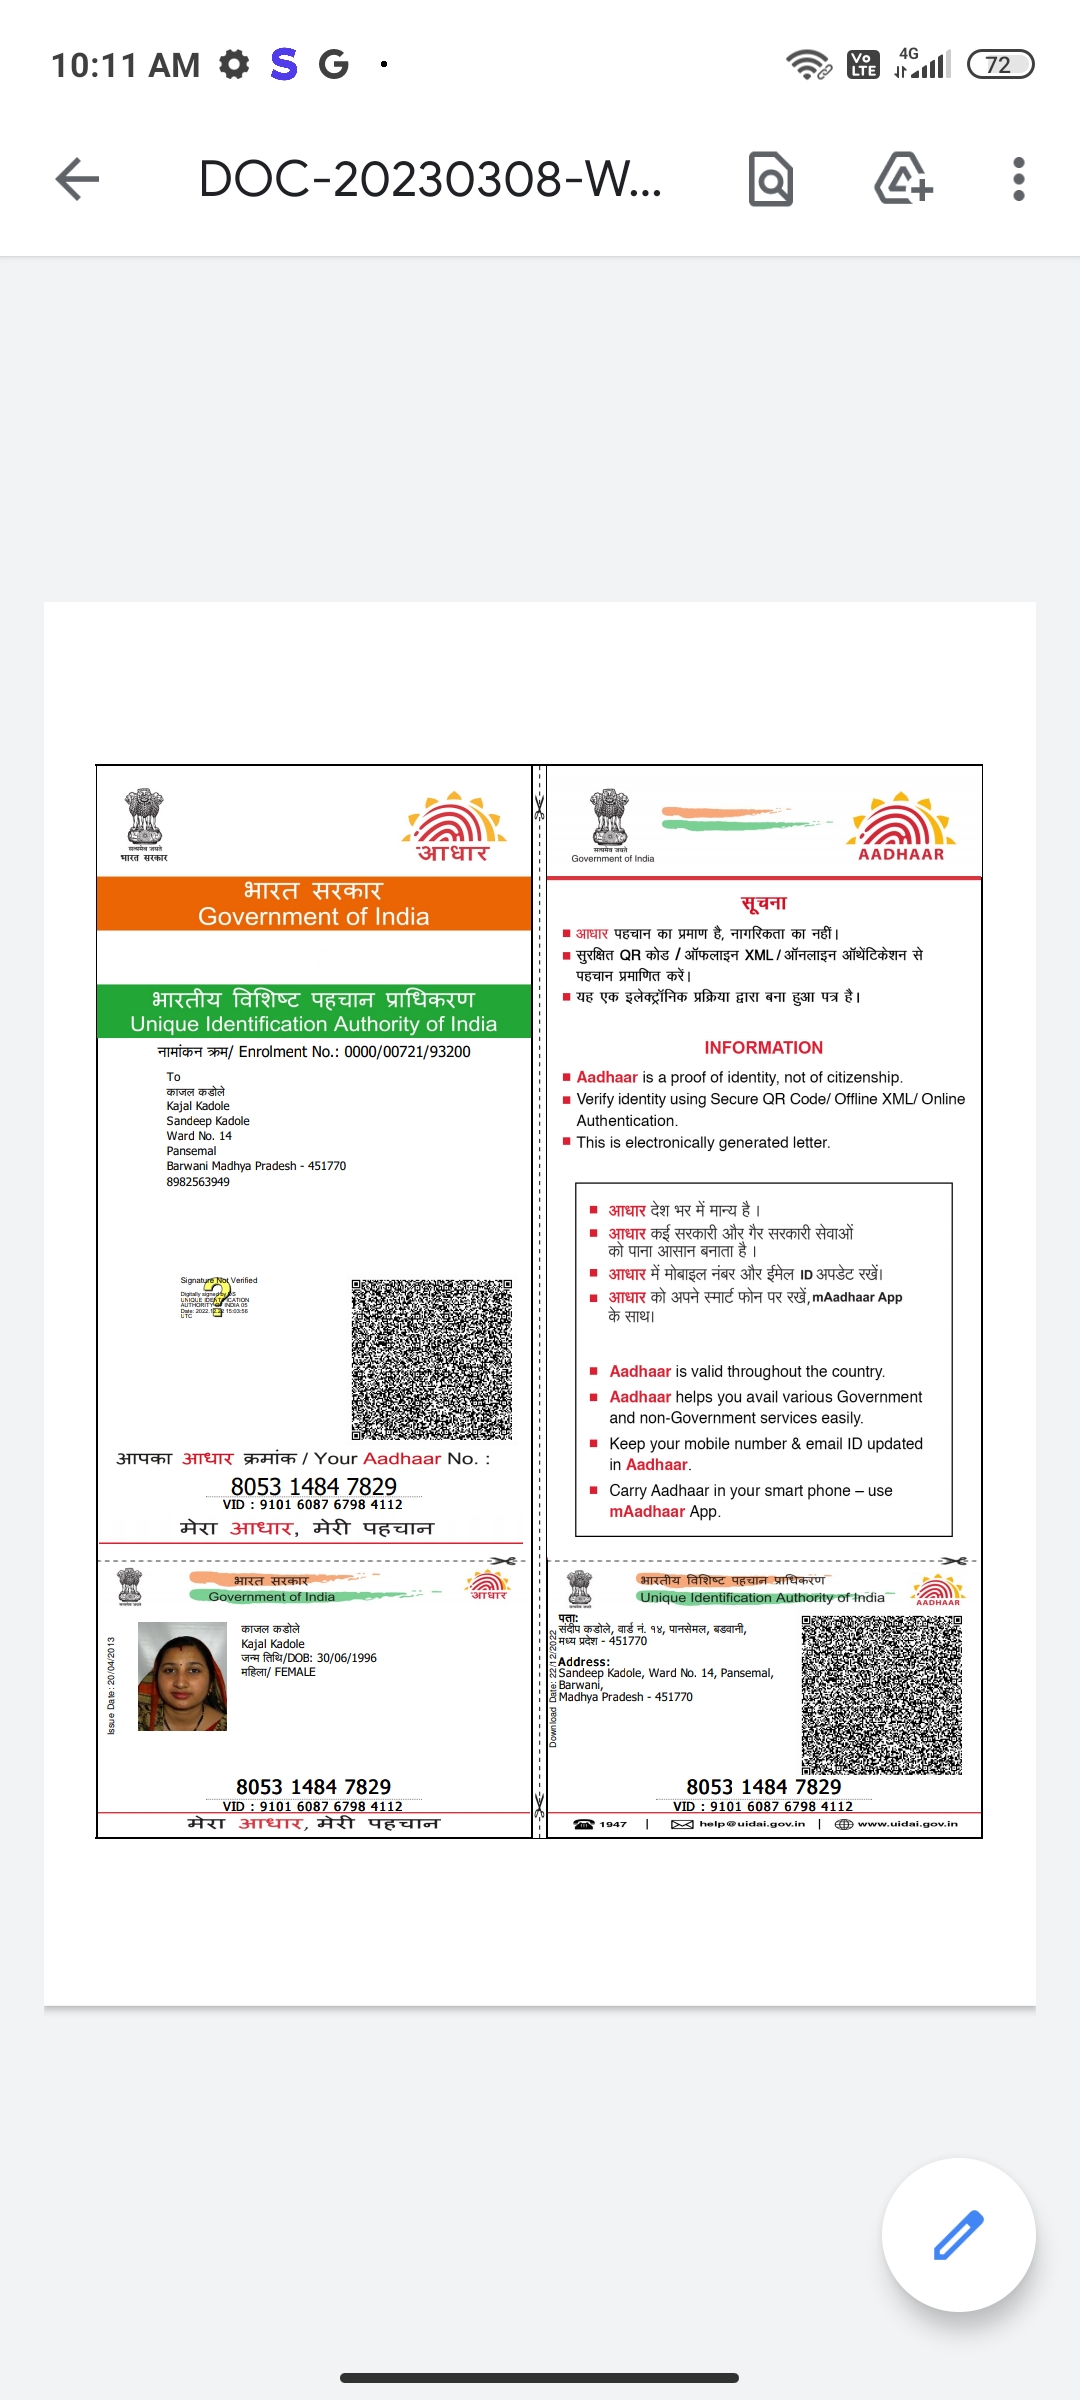 10:11 AM
Vo LTE 4G 72
DOC-20230308-W...
सत्यमेव जयते
भारत सरकार
आधार
भारत सरकार
Government of India
भारतीय विशिष्ट पहचान प्राधिकरण
Unique Identification Authority of India
नामांकन क्रम/ Enrolment No.: 0000/00721/93200
To
काजल कडोले
Kajal Kadole
Sandeep Kadole
Ward No. 14
Pansemal
Barwani Madhya Pradesh - 451770
8982563949
Signature Not Verified
Digitally signed by DS
UNIQUE IDENTIFICATION
AUTHORITY OF INDIA 05
Date: 2022.12.22 15:03:56
UTC
आपका आधार क्रमांक / Your Aadhaar No. :
8053 1484 7829
VID : 9101 6087 6798 4112
मेरा आधार, मेरी पहचान
सत्यमेव जयते
Government of India
AADHAAR
सूचना
आधार पहचान का प्रमाण है, नागरिकता का नहीं।
सुरक्षित QR कोड / ऑफलाइन XML / ऑनलाइन ऑथेंटिकेशन से
पहचान प्रमाणित करें।
यह एक इलेक्ट्रॉनिक प्रक्रिया द्वारा बना हुआ पत्र है।
INFORMATION
Aadhaar is a proof of identity, not of citizenship.
Verify identity using Secure QR Code/ Offline XML/ Online
Authentication.
This is electronically generated letter.
आधार देश भर में मान्य है ।
आधार कई सरकारी और गैर सरकारी सेवाओं
को पाना आसान बनाता है ।
आधार में मोबाइल नंबर और ईमेल ID अपडेट रखें।
आधार को अपने स्मार्ट फोन पर रखें, mAadhaar App
के साथ।
Aadhaar is valid throughout the country.
Aadhaar helps you avail various Government
and non-Government services easily.
Keep your mobile number & email ID updated
in Aadhaar.
Carry Aadhaar in your smart phone – use
mAadhaar App.
भारत सरकार
Government of India
आधार
Issue Date: 20/04/2013
काजल कडोले
Kajal Kadole
जन्म तिथि/DOB: 30/06/1996
महिला/ FEMALE
8053 1484 7829
VID : 9101 6087 6798 4112
मेरा आधार, मेरी पहचान
भारतीय विशिष्ट पहचान प्राधिकरण
Unique Identification Authority of India
AADHAAR
Download Date: 22/12/2022
पता:
संदीप कडोले, वार्ड नं. १४, पानसेमल, बडवानी,
मध्य प्रदेश - 451770
Address:
Sandeep Kadole, Ward No. 14, Pansemal,
Barwani,
Madhya Pradesh - 451770
8053 1484 7829
VID : 9101 6087 6798 4112
1947 | help@uidai.gov.in | www.uidai.gov.in